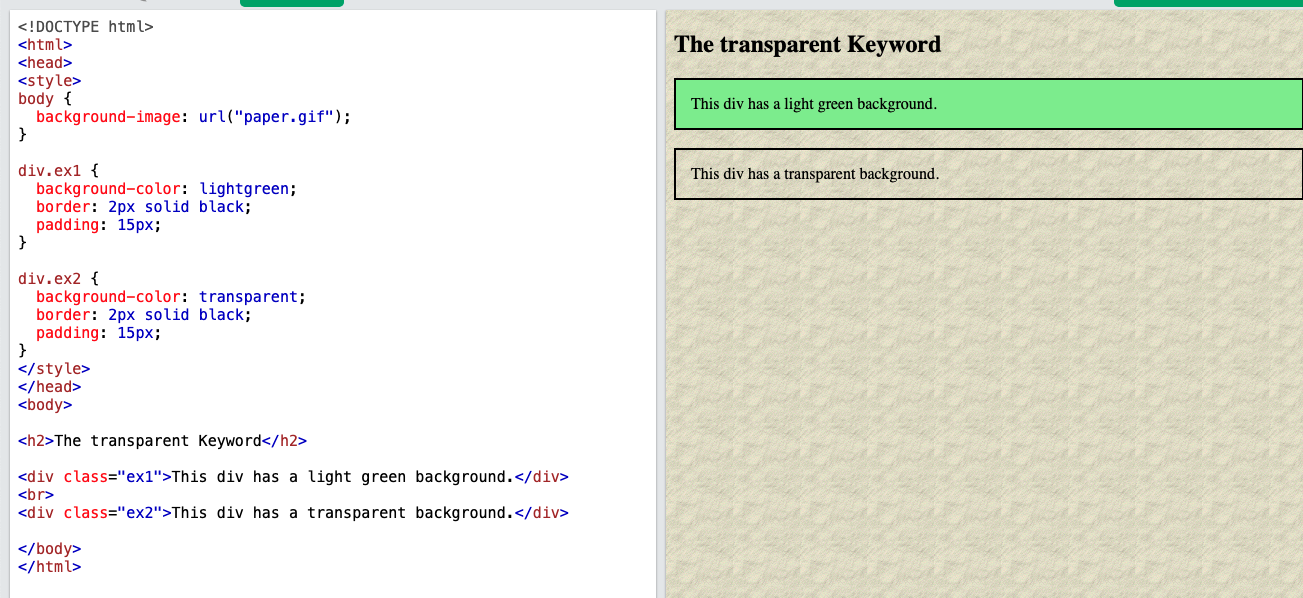 <!DOCTYPE html>
<html>
<head>
<style>
body {
  background-image: url("paper.gif");
}

div.ex1 {
  background-color: lightgreen;
  border: 2px solid black;
  padding: 15px;
}

div.ex2 {
  background-color: transparent;
  border: 2px solid black;
  padding: 15px;
}
</style>
</head>
<body>

<h2>The transparent Keyword</h2>

<div class="ex1">This div has a light green background.</div>
<br>
<div class="ex2">This div has a transparent background.</div>

</body>
</html>
The transparent Keyword
This div has a light green background.
This div has a transparent background.